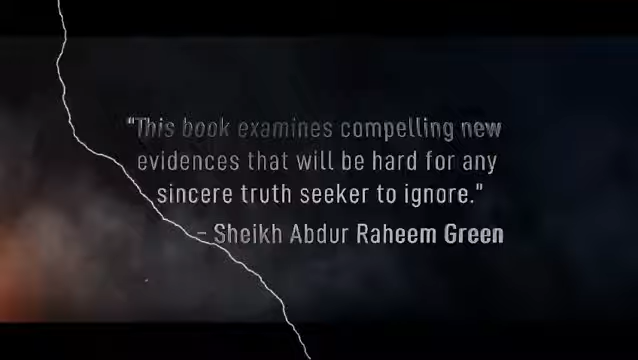 "This book examines compelling new
evidences that will be hard for any
sincere truth seeker to ignore."
– Sheikh Abdur Raheem Green